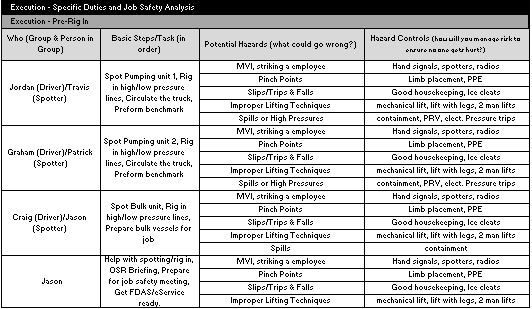 Execution - Specific Duties and Job Safety Analysis
Execution - Pre-Rig In
Who (Group & Person in Group)
Basic Steps/Task (in order)
Potential Hazards (what could go wrong?)
Hazard Controls (how will you manage risk to ensure no one gets hurt?)
Jordan (Driver)/Travis (Spotter)
Spot Pumping unit 1, Rig in high/low pressure lines, Circulate the truck, Preform benchmark
MVI, striking a employee
Hand signals, spotters, radios
Pinch Points
Limb placement, PPE
Slips/Trips & Falls
Good housekeeping, Ice cleats
Improper Lifting Techniques
mechanical lift, lift with legs, 2 man lifts
Spills or High Pressures
containment, PRV, elect. Pressure trips
Graham (Driver)/Patrick (Spotter)
Spot Pumping unit 2, Rig in high/low pressure lines, Circulate the truck, Preform benchmark
MVI, striking a employee
Hand signals, spotters, radios
Pinch Points
Limb placement, PPE
Slips/Trips & Falls
Good housekeeping, Ice cleats
Improper Lifting Techniques
mechanical lift, lift with legs, 2 man lifts
Spills or High Pressures
containment, PRV, elect. Pressure trips
Craig (Driver)/Jason (Spotter)
Spot Bulk unit, Rig in high/low pressure lines, Prepare bulk vessels for job
MVI, striking a employee
Hand signals, spotters, radios
Pinch Points
Limb placement, PPE
Slips/Trips & Falls
Good housekeeping, Ice cleats
Improper Lifting Techniques
mechanical lift, lift with legs, 2 man lifts
Spills
containment
Jason
Help with spotting/rig in, OSR Briefing, Prepare for job safety meeting, Get FDAS/eService ready.
MVI, striking a employee
Hand signals, spotters, radios
Pinch Points
Limb placement, PPE
Slips/Trips & Falls
Good housekeeping, Ice cleats
Improper Lifting Techniques
mechanical lift, lift with legs, 2 man lifts